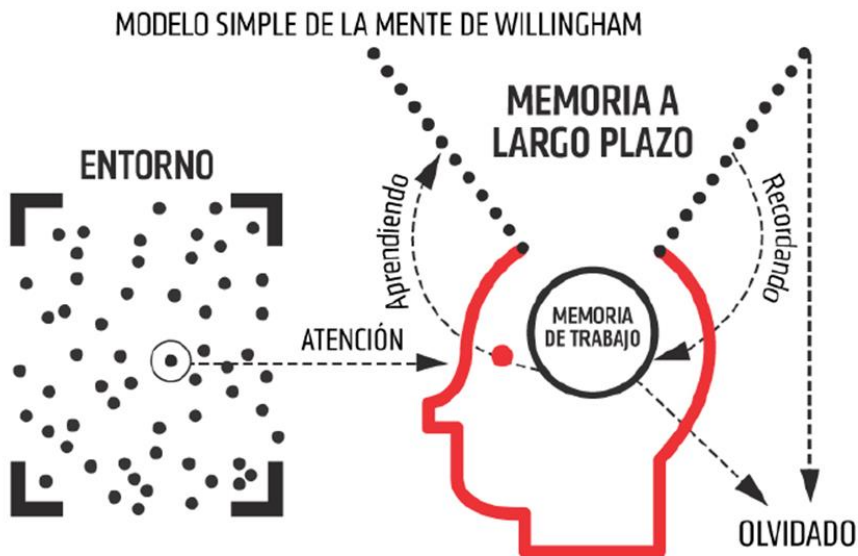 MODELO SIMPLE DE LA MENTE DE WILLINGHAM
MEMORIA A
LARGO PLAZO
ENTORNO
Aprendiendo
Recordando
MEMORIA
DE TRABAJO
ATENCIÓN
OLVIDADO